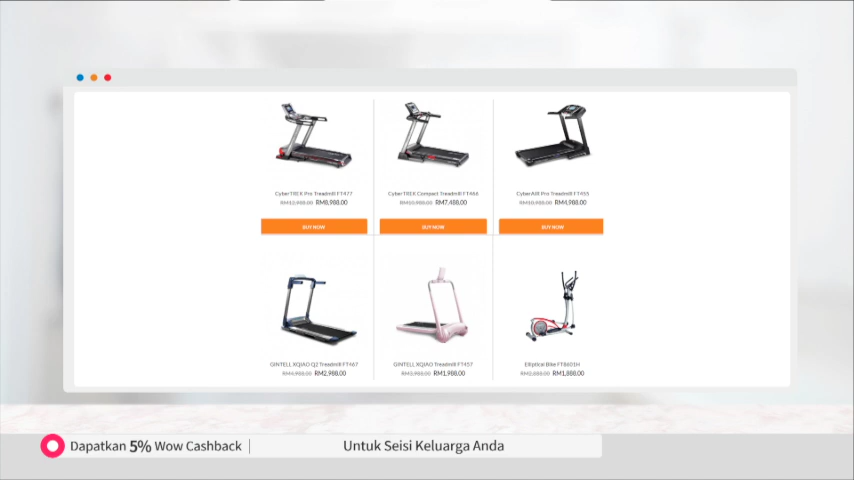 CyberTREK Pro Treadmill FT477
RM12,988.00 RM8,988.00
BUY NOW
CyberTREK Compact Treadmill FT466
RM10,988.00 RM7,488.00
BUY NOW
CyberAIR Pro Treadmill FT455
RM10,988.00 RM4,988.00
BUY NOW
GINTELL XQIAO Q2 Treadmill FT467
RM4,988.00 RM2,988.00
GINTELL XQIAO Treadmill FT457
RM3,988.00 RM1,988.00
Elliptical Bike FT8601H
RM2,888.00 RM1,888.00
Dapatkan 5% Wow Cashback
Untuk Seisi Keluarga Anda